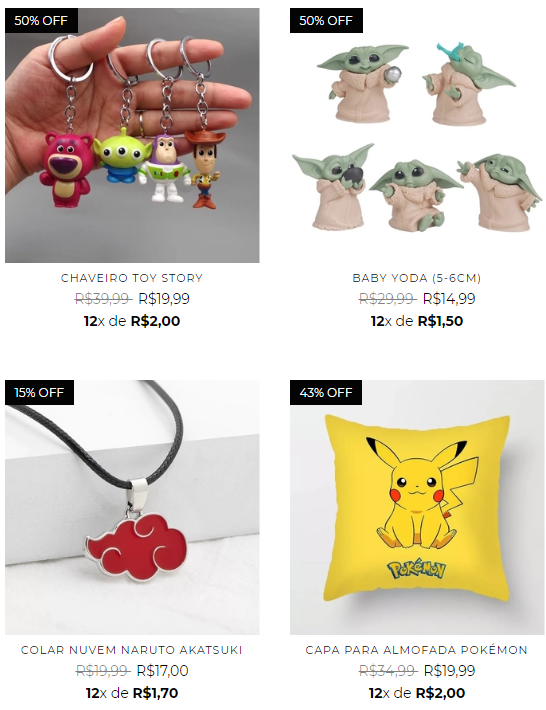 50% OFF
CHAVEIRO TOY STORY
R$39,99 R$19,99
12x de R$2,00
50% OFF
BABY YODA (5-6CM)
R$29,99 R$14,99
12x de R$1,50
15% OFF
COLAR NUVEM NARUTO AKATSUKI
R$19,99 R$17,00
12x de R$1,70
43% OFF
POKÉMON
CAPA PARA ALMOFADA POKÉMON
R$34,99 R$19,99
12x de R$2,00